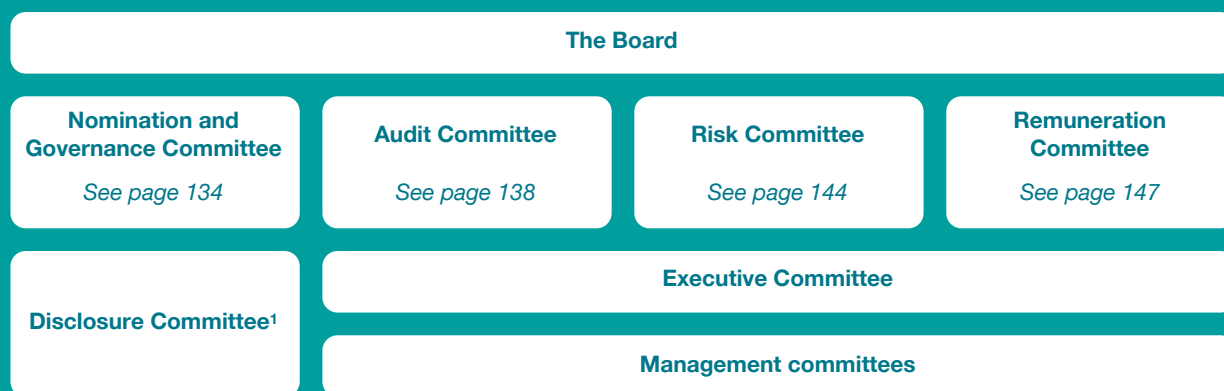 The Board
Nomination and
Governance Committee
See page 134
Audit Committee
See page 138
Risk Committee
See page 144
Remuneration
Committee
See page 147
Disclosure Committee¹
Executive Committee
Management committees